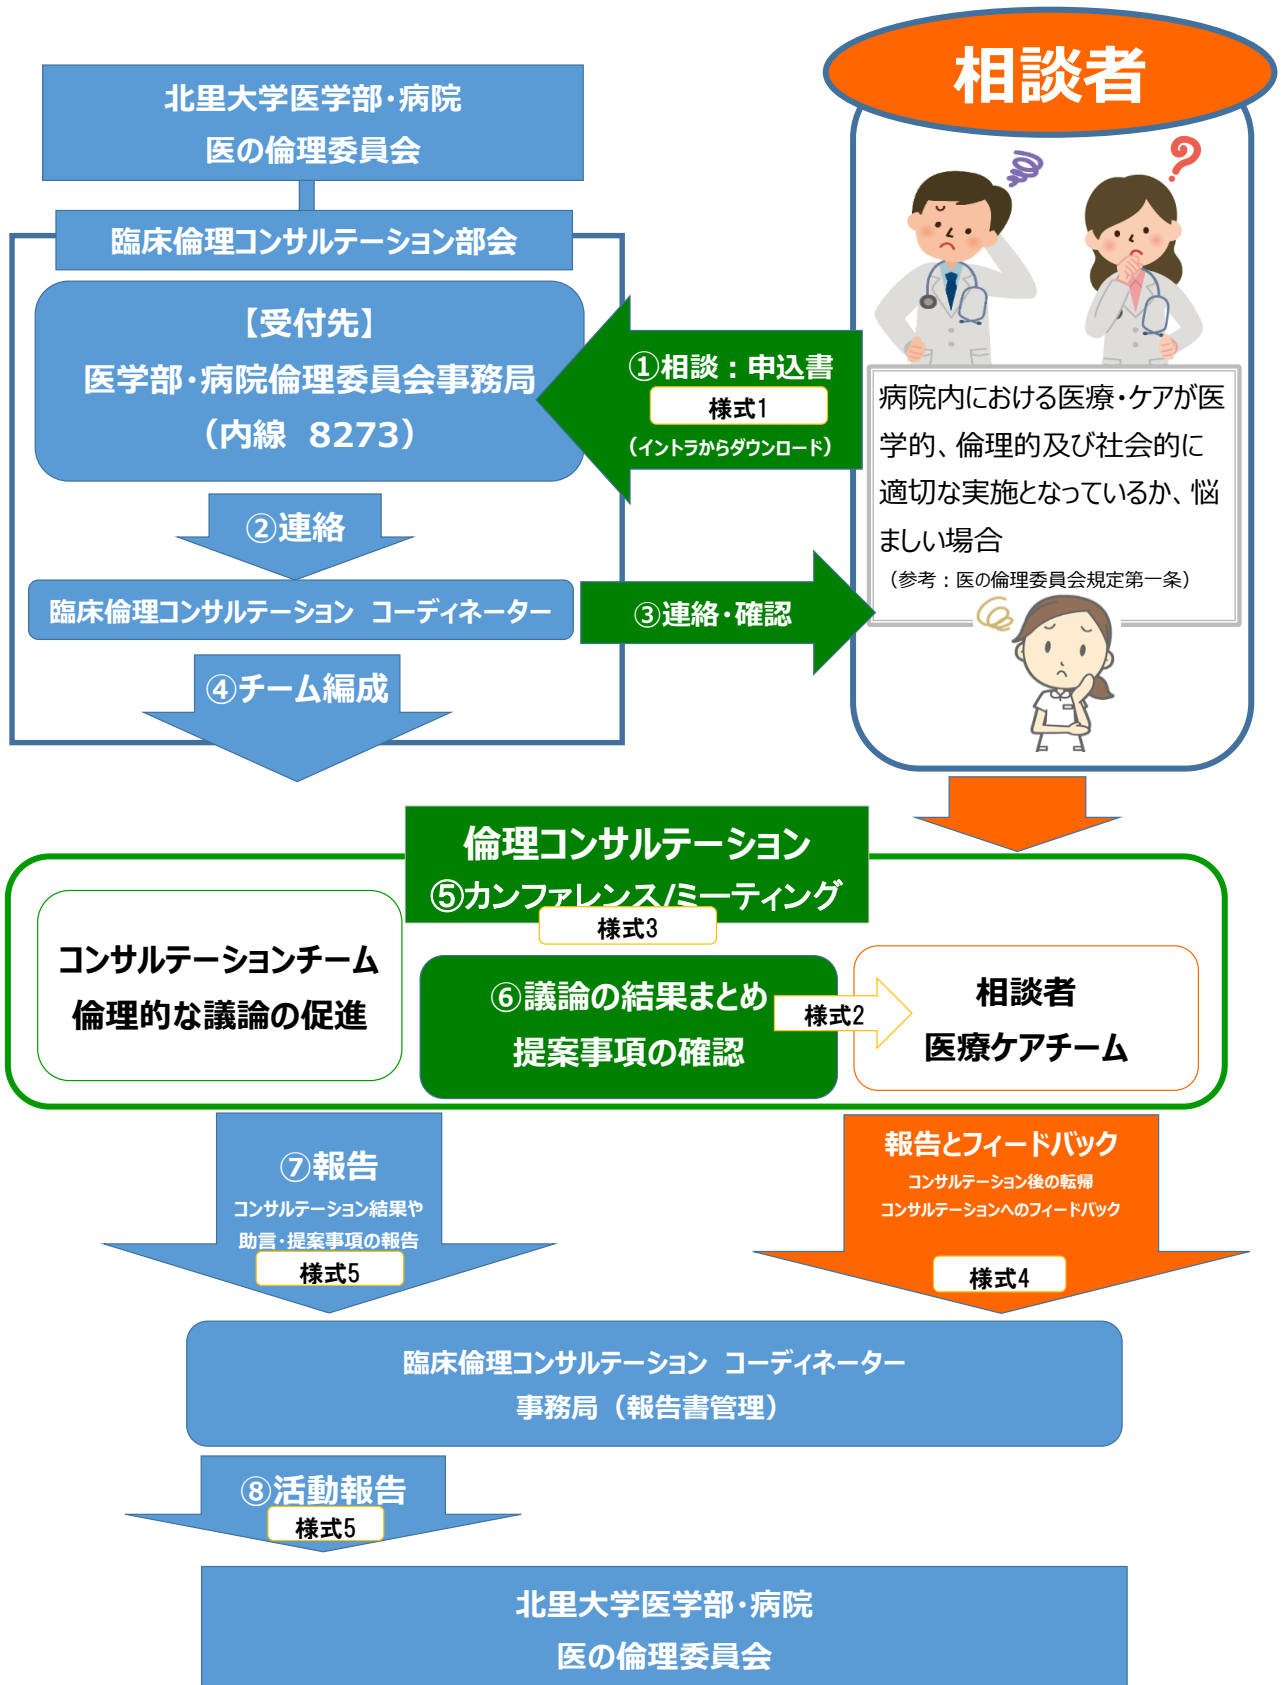 相談者
北里大学医学部・病院
医の倫理委員会
臨床倫理コンサルテーション部会
【受付先】
医学部・病院倫理委員会事務局
（内線 8273）
①相談：申込書
様式1
（イントラからダウンロード）
病院内における医療・ケアが医
学的、倫理的及び社会的に
適切な実施となっているか、悩
ましい場合
（参考：医の倫理委員会規定第一条）
②連絡
臨床倫理コンサルテーション コーディネーター
③連絡・確認
④チーム編成
倫理コンサルテーション
⑤カンファレンス/ミーティング
様式3
コンサルテーションチーム
倫理的な議論の促進
⑥議論の結果まとめ
提案事項の確認
様式2
相談者
医療ケアチーム
⑦報告
コンサルテーション結果や
助言・提案事項の報告
様式5
報告とフィードバック
コンサルテーション後の転帰
コンサルテーションへのフィードバック
様式4
臨床倫理コンサルテーション コーディネーター
事務局（報告書管理）
⑧活動報告
様式5
北里大学医学部・病院
医の倫理委員会